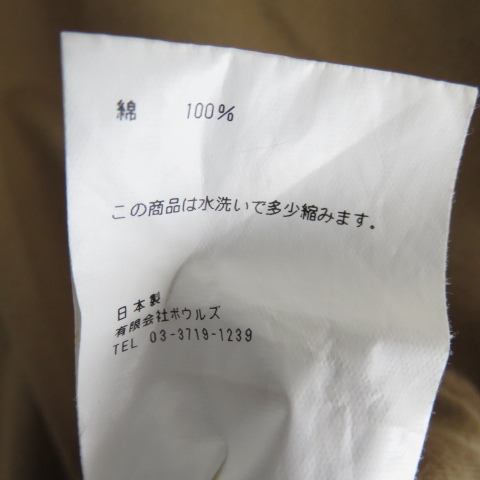 綿 100%
この商品は水洗いで多少縮みます。
日本製
有限会社ボウルズ
TEL 03-3719-1239